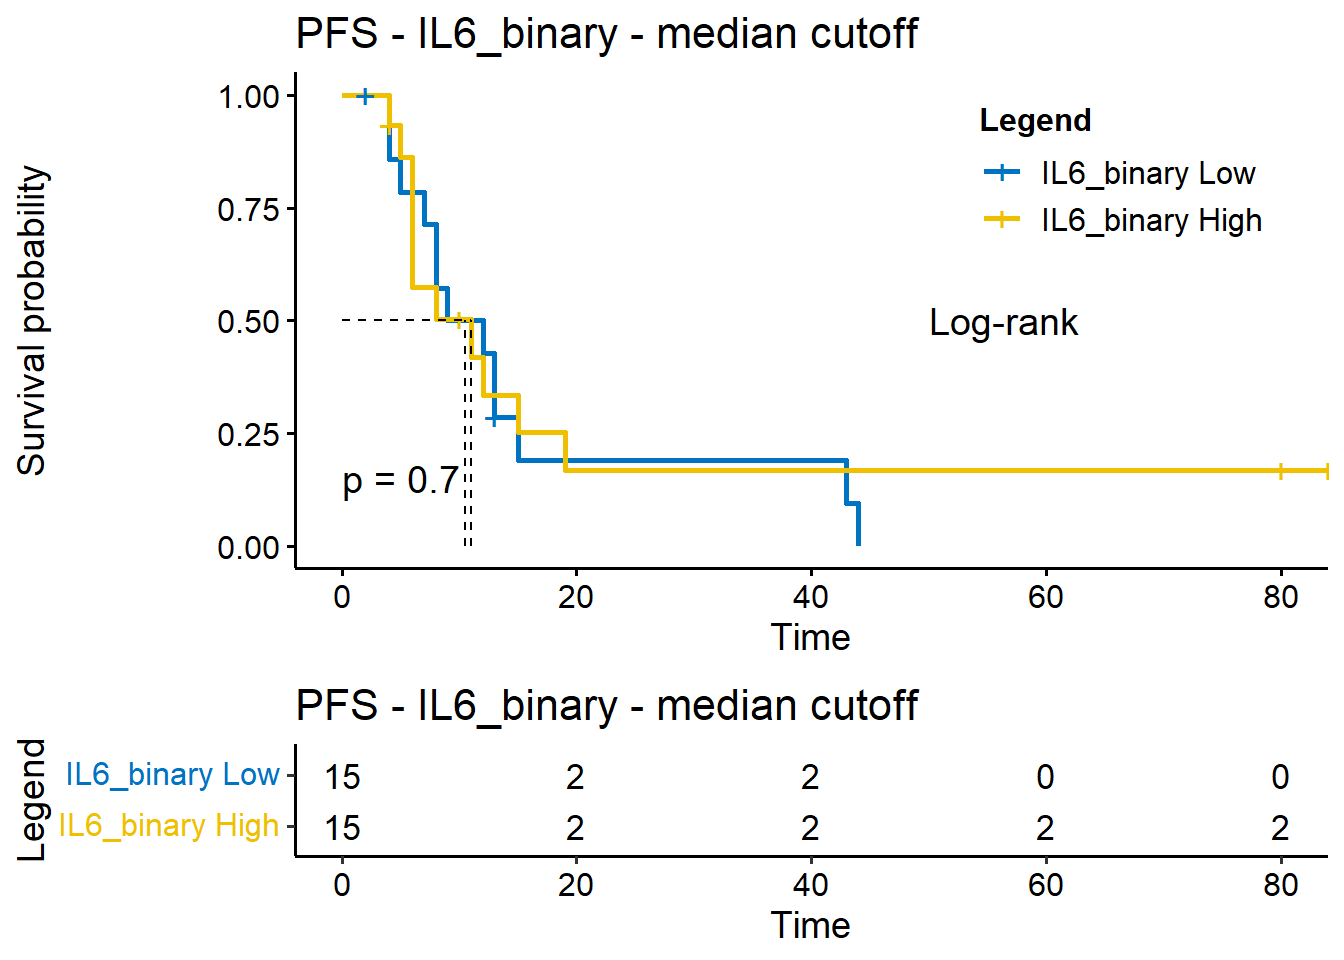 PFS - IL6_binary - median cutoff
Survival probability
1.00
0.75
0.50
0.25
0.00
Legend
IL6_binary Low
IL6_binary High
Log-rank
p = 0.7
0 20 40 60 80
Time
PFS - IL6_binary - median cutoff
Legend
IL6_binary Low 15 2 2 0 0
IL6_binary High 15 2 2 2 2
0 20 40 60 80
Time